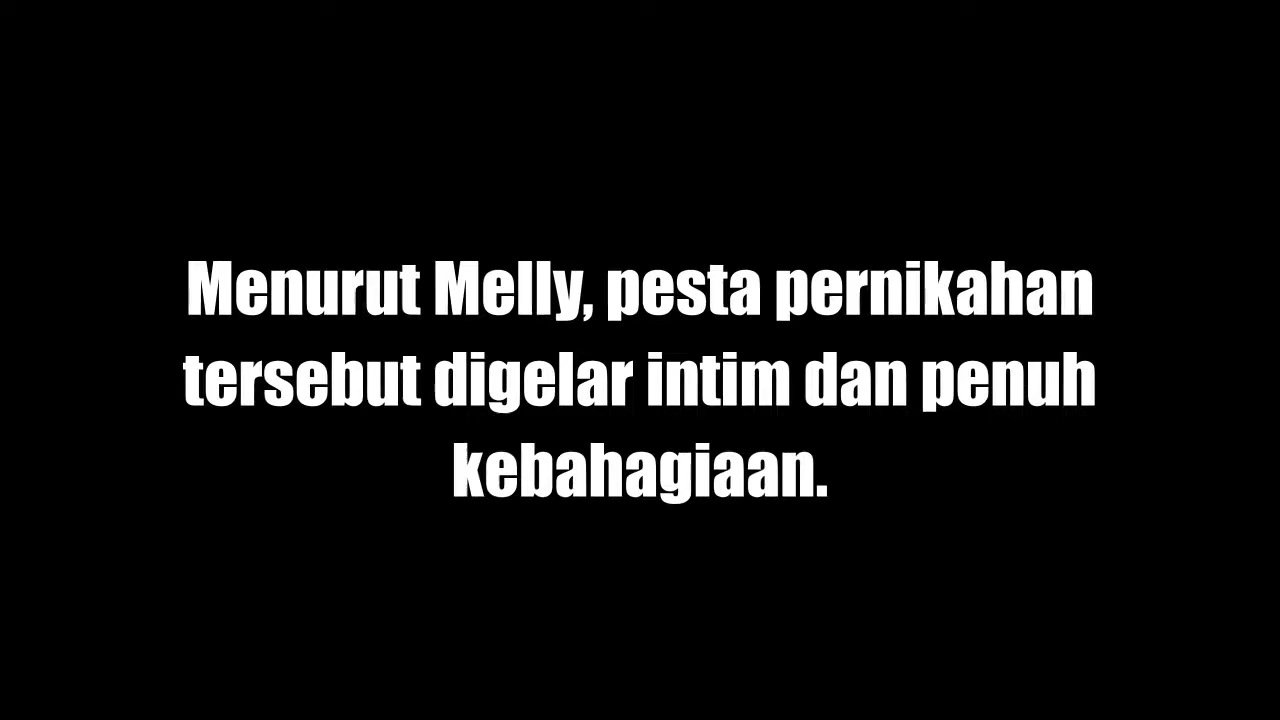 Menurut Melly, pesta pernikahan
tersebut digelar intim dan penuh
kebahagiaan.